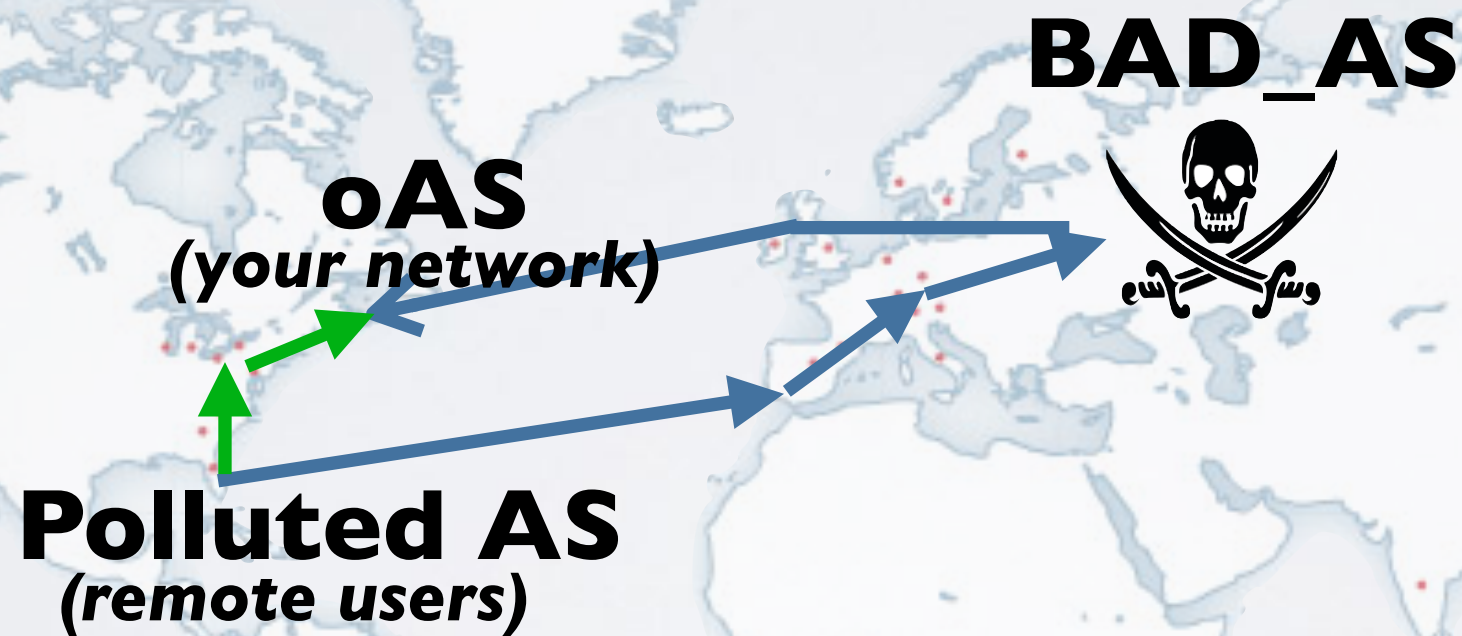 BAD_AS
oAS
(your network)
Polluted AS
(remote users)